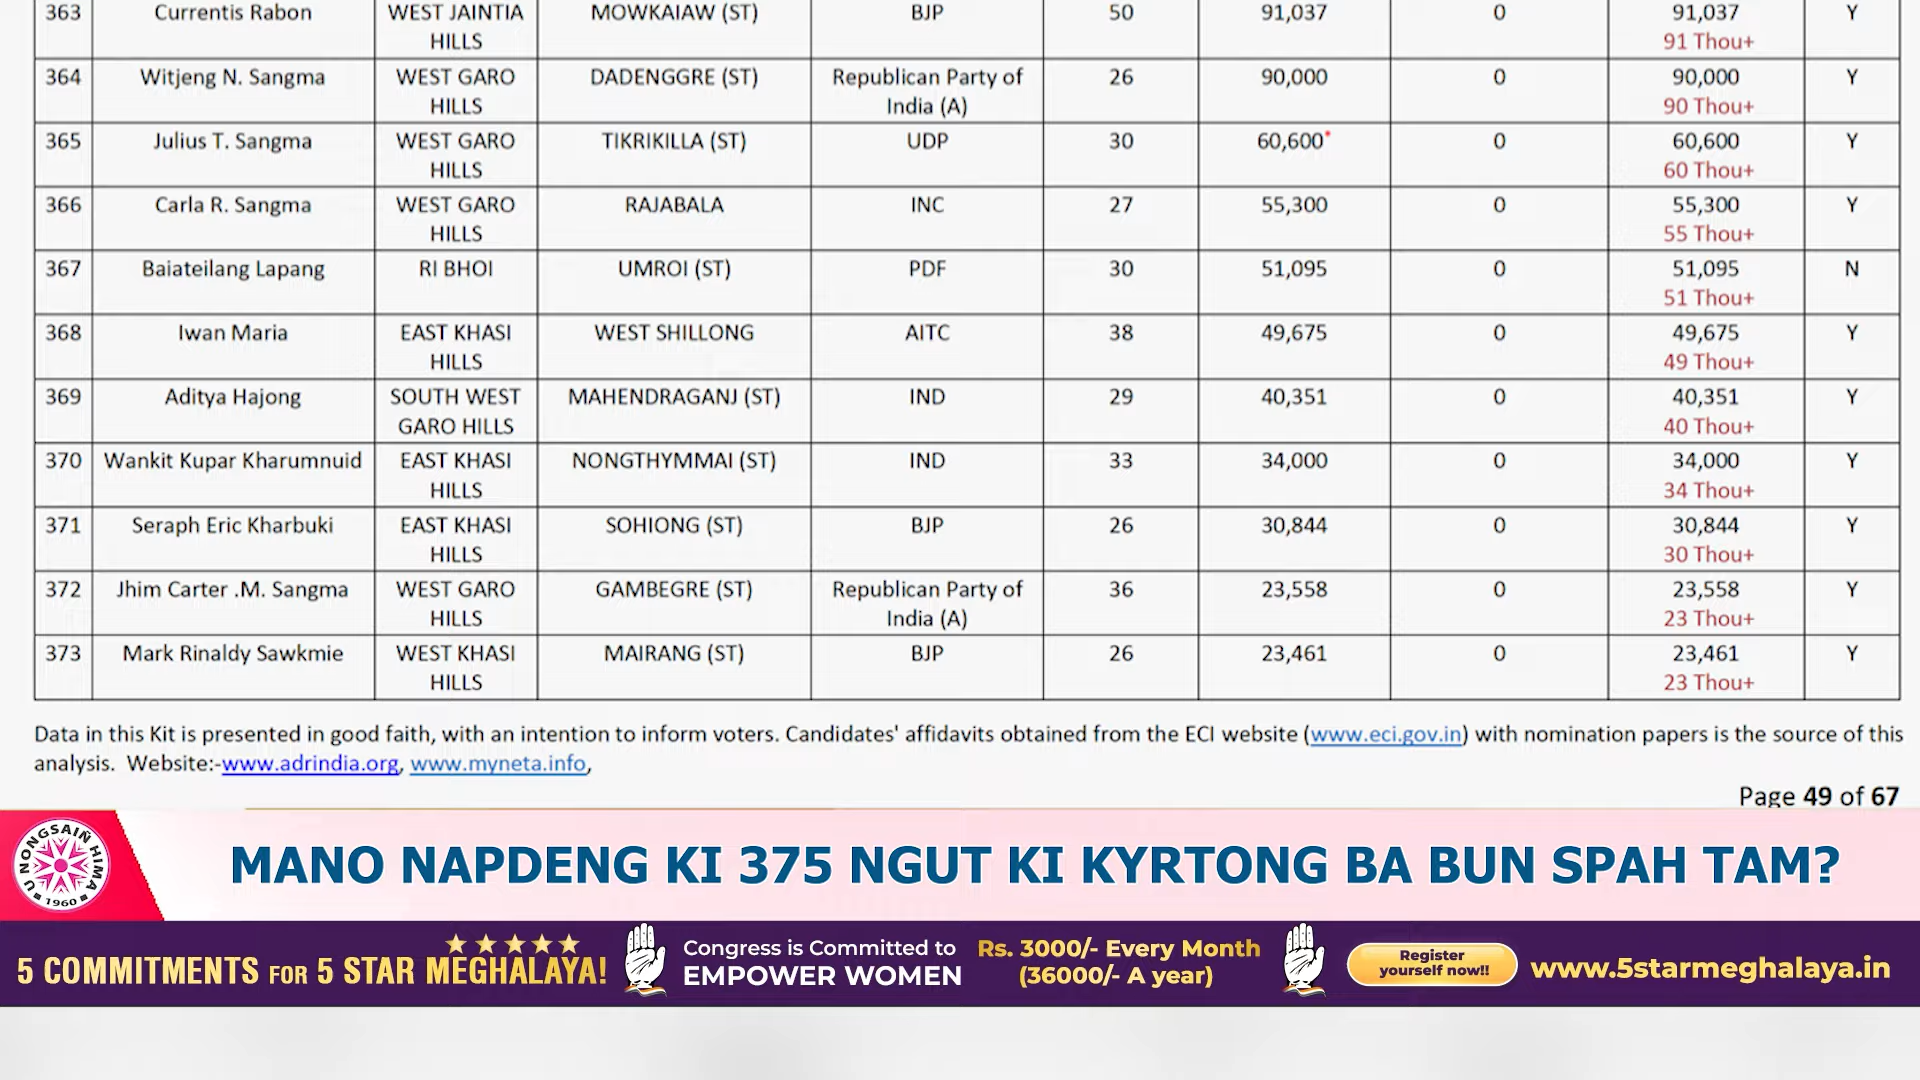 363 Currentis Rabon WEST JAINTIA MOWKAIAW (ST) BJP 50 91,037 0 91,037 Y
HILLS 91 Thou+
364 Witjeng N. Sangma WEST GARO DADENGGRE (ST) Republican Party of 26 90,000 0 90,000 Y
HILLS India (A) 90 Thou+
365 Julius T. Sangma WEST GARO TIKRIKILLA (ST) UDP 30 60,600* 0 60,600 Y
HILLS 60 Thou+
366 Carla R. Sangma WEST GARO RAJABALA INC 27 55,300 0 55,300 Y
HILLS 55 Thou+
367 Baiateilang Lapang RI BHOI UMROI (ST) PDF 30 51,095 0 51,095 N
51 Thou+
368 Iwan Maria EAST KHASI WEST SHILLONG AITC 38 49,675 0 49,675 Y
HILLS 49 Thou+
369 Aditya Hajong SOUTH WEST MAHENDRAGANJ (ST) IND 29 40,351 0 40,351 Y
GARO HILLS 40 Thou+
370 Wankit Kupar Kharumnuid EAST KHASI NONGTHYMMAI (ST) IND 33 34,000 0 34,000 Y
HILLS 34 Thou+
371 Seraph Eric Kharbuki EAST KHASI SOHIONG (ST) BJP 26 30,844 0 30,844 Y
HILLS 30 Thou+
372 Jhim Carter .M. Sangma WEST GARO GAMBEGRE (ST) Republican Party of 36 23,558 0 23,558 Y
HILLS India (A) 23 Thou+
373 Mark Rinaldy Sawkmie WEST KHASI MAIRANG (ST) BJP 26 23,461 0 23,461 Y
HILLS 23 Thou+
Data in this Kit is presented in good faith, with an intention to inform voters. Candidates' affidavits obtained from the ECI website (www.eci.gov.in) with nomination papers is the source of this
analysis. Website:-www.adrindia.org, www.myneta.info,
Page 49 of 67
U NONGSAIÑ HIMA
1960
MANO NAPDENG KI 375 NGUT KI KYRTONG BA BUN SPAH TAM?
5 COMMITMENTS FOR 5 STAR MEGHALAYA!
Congress is Committed to
EMPOWER WOMEN
Rs. 3000/- Every Month
(36000/- A year)
Register
yourself now!!
www.5starmeghalaya.in